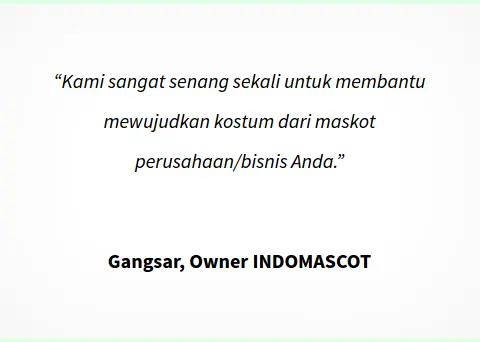 “Kami sangat senang sekali untuk membantu
mewujudkan kostum dari maskot
perusahaan/bisnis Anda.”
Gangsar, Owner INDOMASCOT